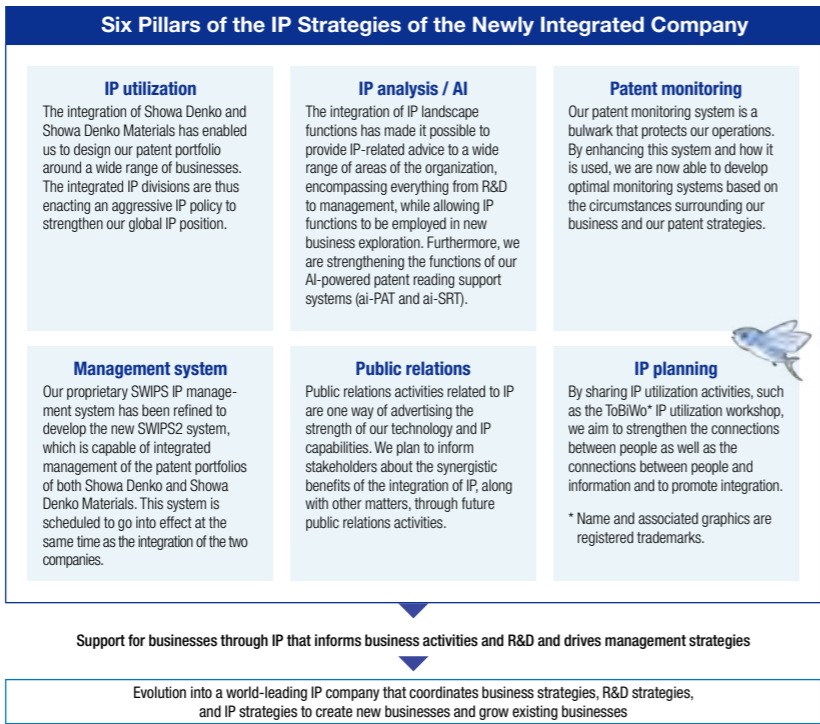 Six Pillars of the IP Strategies of the Newly Integrated Company
IP utilization
The integration of Showa Denko and
Showa Denko Materials has enabled
us to design our patent portfolio
around a wide range of businesses.
The integrated IP divisions are thus
enacting an aggressive IP policy to
strengthen our global IP position.
IP analysis / AI
The integration of IP landscape
functions has made it possible to
provide IP-related advice to a wide
range of areas of the organization,
encompassing everything from R&D
to management, while allowing IP
functions to be employed in new
business exploration. Furthermore, we
are strengthening the functions of our
AI-powered patent reading support
systems (ai-PAT and ai-SRT).
Patent monitoring
Our patent monitoring system is a
bulwark that protects our operations.
By enhancing this system and how it
is used, we are now able to develop
optimal monitoring systems based on
the circumstances surrounding our
business and our patent strategies.
Management system
Our proprietary SWIPS IP manage-
ment system has been refined to
develop the new SWIPS2 system,
which is capable of integrated
management of the patent portfolios
of both Showa Denko and Showa
Denko Materials. This system is
scheduled to go into effect at the
same time as the integration of the two
companies.
Public relations
Public relations activities related to IP
are one way of advertising the
strength of our technology and IP
capabilities. We plan to inform
stakeholders about the synergistic
benefits of the integration of IP, along
with other matters, through future
public relations activities.
IP planning
By sharing IP utilization activities, such
as the ToBiWo* IP utilization workshop,
we aim to strengthen the connections
between people as well as the
connections between people and
information and to promote integration.
* Name and associated graphics are
registered trademarks.
Support for businesses through IP that informs business activities and R&D and drives management strategies
Evolution into a world-leading IP company that coordinates business strategies, R&D strategies,
and IP strategies to create new businesses and grow existing businesses